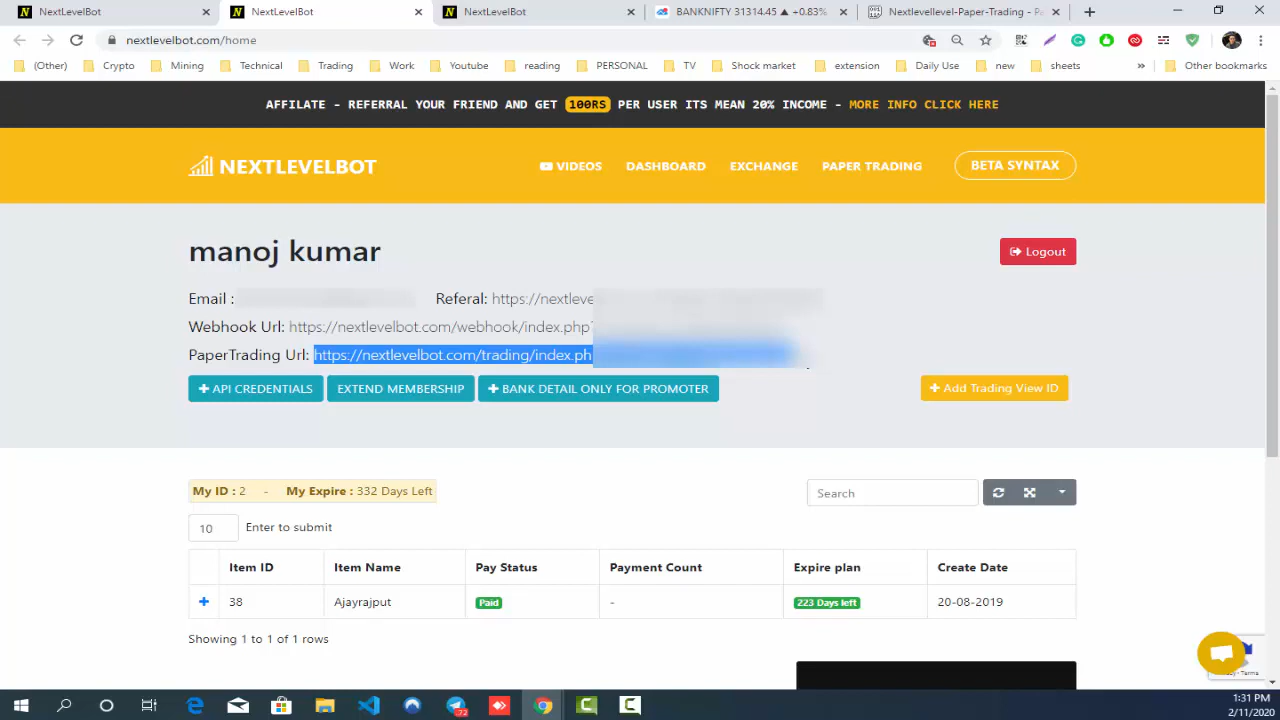 NextLevelBot
NextLevelBot
NextLevelBot
BANKNIFTY 31314.45 ▲ +0.83%
Nextlevellevel-Paper-Trading - Pa
nextlevelbot.com/home
(Other) Crypto Mining Technical Trading Work Youtube reading PERSONAL TV Shock market extension Daily Use new sheets » Other bookmarks
AFFILATE - REFERRAL YOUR FRIEND AND GET 100RS PER USER ITS MEAN 20% INCOME - MORE INFO CLICK HERE
NEXTLEVELBOT VIDEOS DASHBOARD EXCHANGE PAPER TRADING BETA SYNTAX
manoj kumar
Logout
Email : Referal: https://nextleve
Webhook Url: https://nextlevelbot.com/webhook/index.php?
PaperTrading Url: https://nextlevelbot.com/trading/index.ph
+ API CREDENTIALS EXTEND MEMBERSHIP + BANK DETAIL ONLY FOR PROMOTER + Add Trading View ID
My ID : 2 - My Expire : 332 Days Left
Search
10 Enter to submit
Item ID Item Name Pay Status Payment Count Expire plan Create Date
+ 38 Ajayrajput Paid - 223 Days left 20-08-2019
Showing 1 to 1 of 1 rows
- Terms
72
1:31 PM
2/11/2020